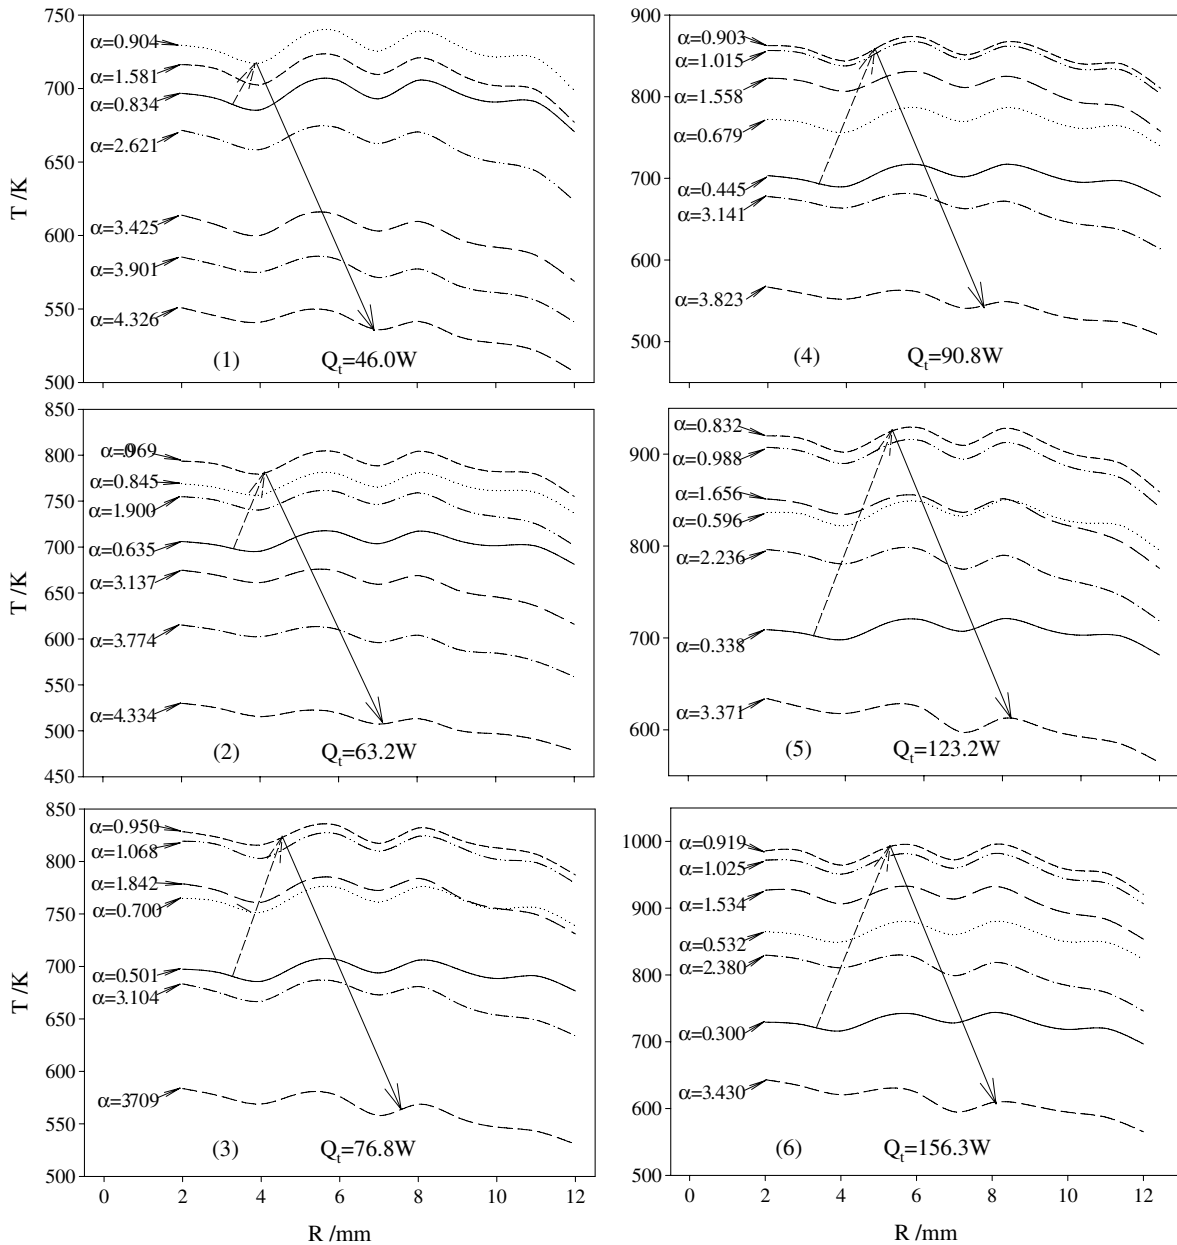 750
700
650
600
550
500
T /K
α=0.904
α=1.581
α=0.834
α=2.621
α=3.425
α=3.901
α=4.326
(1) Qt=46.0W
900
800
700
600
500
α=0.903
α=1.015
α=1.558
α=0.679
α=0.445
α=3.141
α=3.823
(4) Qt=90.8W
850
800
750
700
650
600
550
500
450
T /K
α=0.969
α=0.845
α=1.900
α=0.635
α=3.137
α=3.774
α=4.334
(2) Qt=63.2W
900
800
700
600
α=0.832
α=0.988
α=1.656
α=0.596
α=2.236
α=0.338
α=3.371
(5) Qt=123.2W
850
800
750
700
650
600
550
500
T /K
α=0.950
α=1.068
α=1.842
α=0.700
α=0.501
α=3.104
α=3709
(3) Qt=76.8W
0 2 4 6 8 10 12
R /mm
1000
900
800
700
600
500
α=0.919
α=1.025
α=1.534
α=0.532
α=2.380
α=0.300
α=3.430
(6) Qt=156.3W
0 2 4 6 8 10 12
R /mm